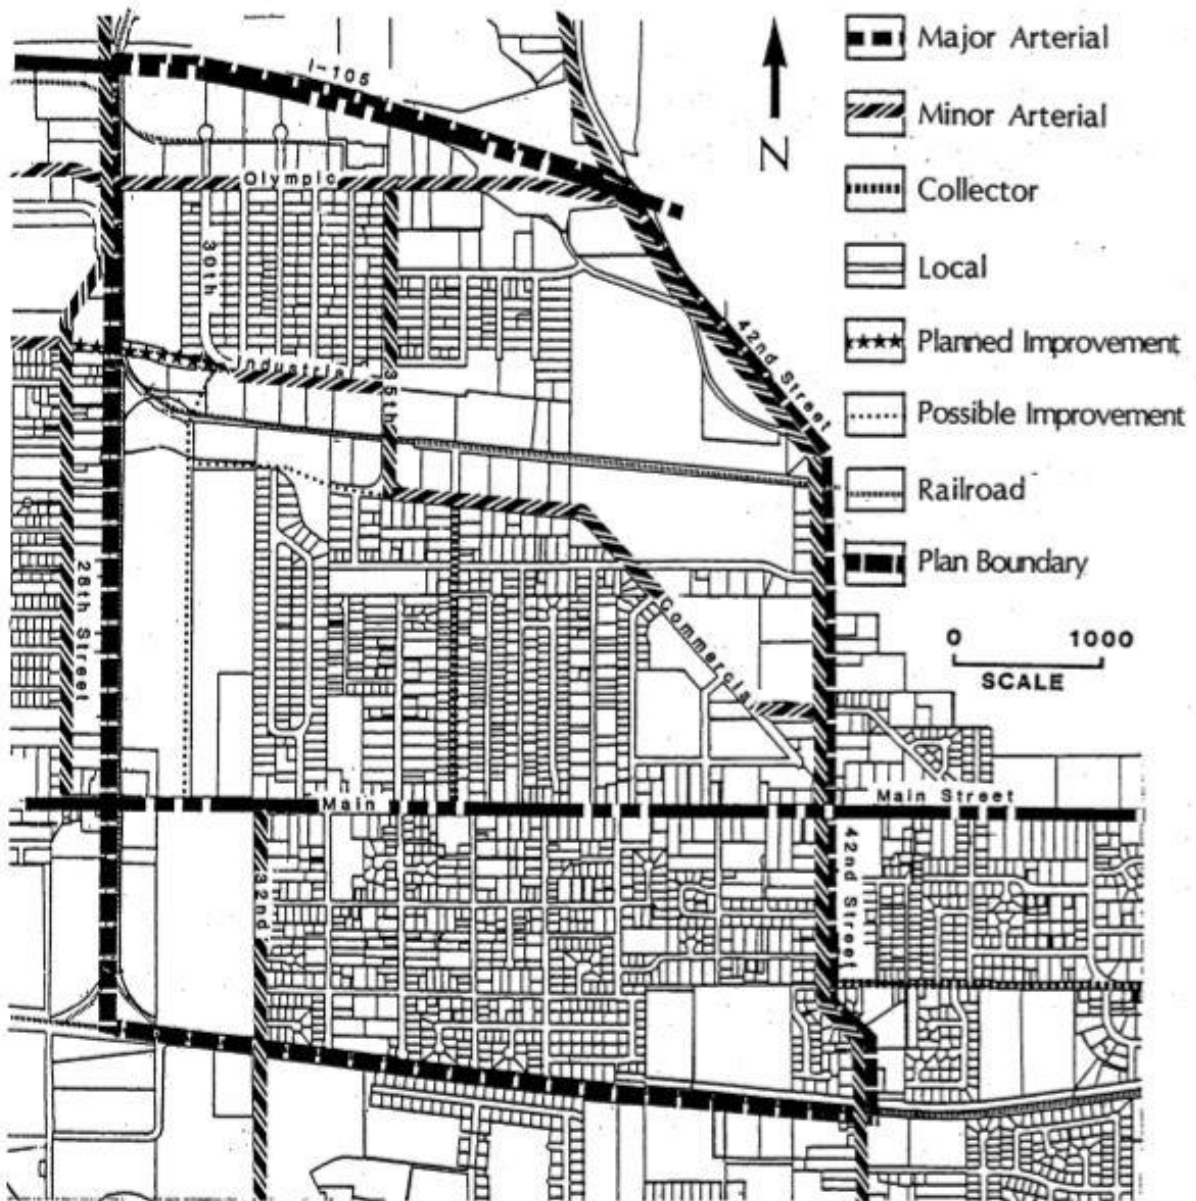 Major Arterial
Minor Arterial
Collector
Local
Planned Improvement
Possible Improvement
Railroad
Plan Boundary
0 1000
SCALE
N
I-105
Olympic
30th
42nd Street
Industrial
35th
28th Street
Commercial
Main
Main Street
32nd
42nd Street